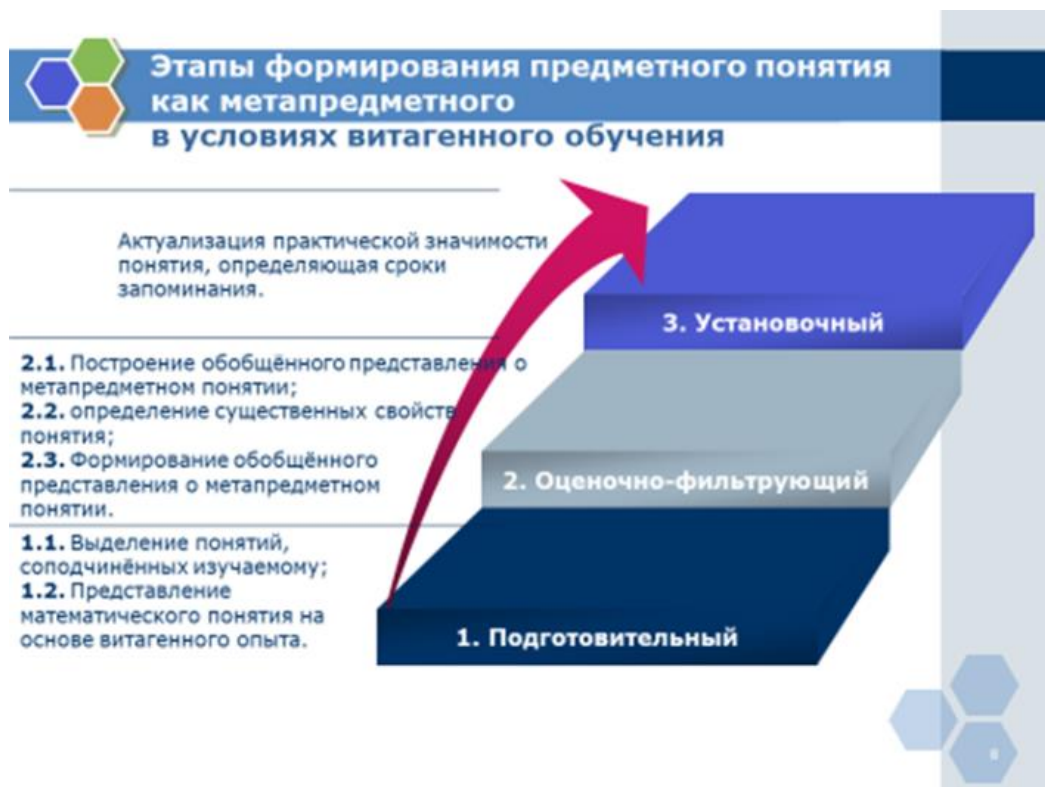 Этапы формирования предметного понятия
как метапредметного
в условиях витагенного обучения
Актуализация практической значимости
понятия, определяющая сроки
запоминания.
3. Установочный
2.1. Построение обобщённого представления о
метапредметном понятии;
2.2. определение существенных свойств
понятия;
2.3. Формирование обобщённого
представления о метапредметном
понятии.
2. Оценочно-фильтрующий
1.1. Выделение понятий,
соподчинённых изучаемому;
1.2. Представление
математического понятия на
основе витагенного опыта.
1. Подготовительный